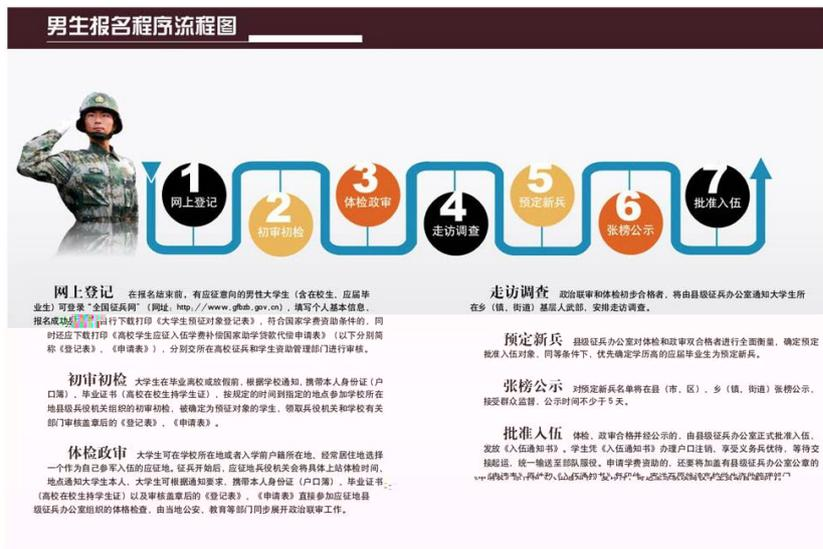 男生报名程序流程图
1
网上登记
2
初审初检
3
体检政审
4
走访调查
5
预定新兵
6
张榜公示
7
批准入伍
网上登记 在报名结束前，有应征意向的男性大学生（含在校生、应届毕
业生）可登录“全国征兵网”（网址：http://www.gfbzb.gov.cn），填写个人基本信息，
报名成功 自行下载打印《大学生预征对象登记表》，符合国家学费资助条件的，同
时还应下载打印《高校学生应征入伍学费补偿国家助学贷款代偿申请表》（以下分别简
称《登记表》、《申请表》），分别交所在高校征兵和学生资助管理部门进行审核。
初审初检 大学生在毕业离校或放假前，根据学校通知，携带本人身份证（户
口簿）、毕业证书（高校在校生持学生证），按规定的时间到指定的地点参加学校所在
地县级兵役机关组织的初审初检，被确定为预征对象的学生，领取兵役机关和学校有关
部门审核盖章后的《登记表》、《申请表》。
体检政审 大学生可在学校所在地或者入学前户籍所在地、经常居住地选择
一个作为自己参军入伍的应征地。征兵开始后，应征地兵役机关会将具体上站体检时间、
地点通知大学生本人，大学生可根据通知要求，携带本人身份证（户口簿）、毕业证书
（高校在校生持学生证）以及审核盖章后的《登记表》、《申请表》直接参加应征地县
级征兵办公室组织的体格检查，由当地公安、教育等部门同步展开政治联审工作。
走访调查 政治联审和体检初步合格者，将由县级征兵办公室通知大学生所
在乡（镇、街道）基层人武部，安排走访调查。
预定新兵 县级征兵办公室对体检和政审双合格者进行全面衡量，确定预定
批准入伍对象，同等条件下，优先确定学历高的应届毕业生为预定新兵。
张榜公示 对预定新兵名单将在县（市、区）、乡（镇、街道）张榜公示，
接受群众监督，公示时间不少于 5 天。
批准入伍 体检、政审合格并经公示的，由县级征兵办公室正式批准入伍，
发放《入伍通知书》。学生凭《入伍通知书》办理户口注销、享受义务兵优待，等待交
接起运，统一输送至部队服役。申请学费资助的，还要将加盖有县级征兵办公室公章的